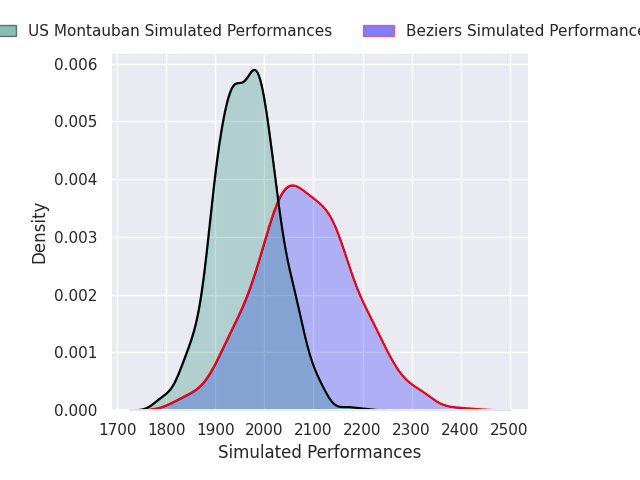 US Montauban Simulated Performances
Beziers Simulated Performance
0.006
0.005
0.004
0.003
0.002
0.001
0.000
Density
1700 1800 1900 2000 2100 2200 2300 2400 2500
Simulated Performances